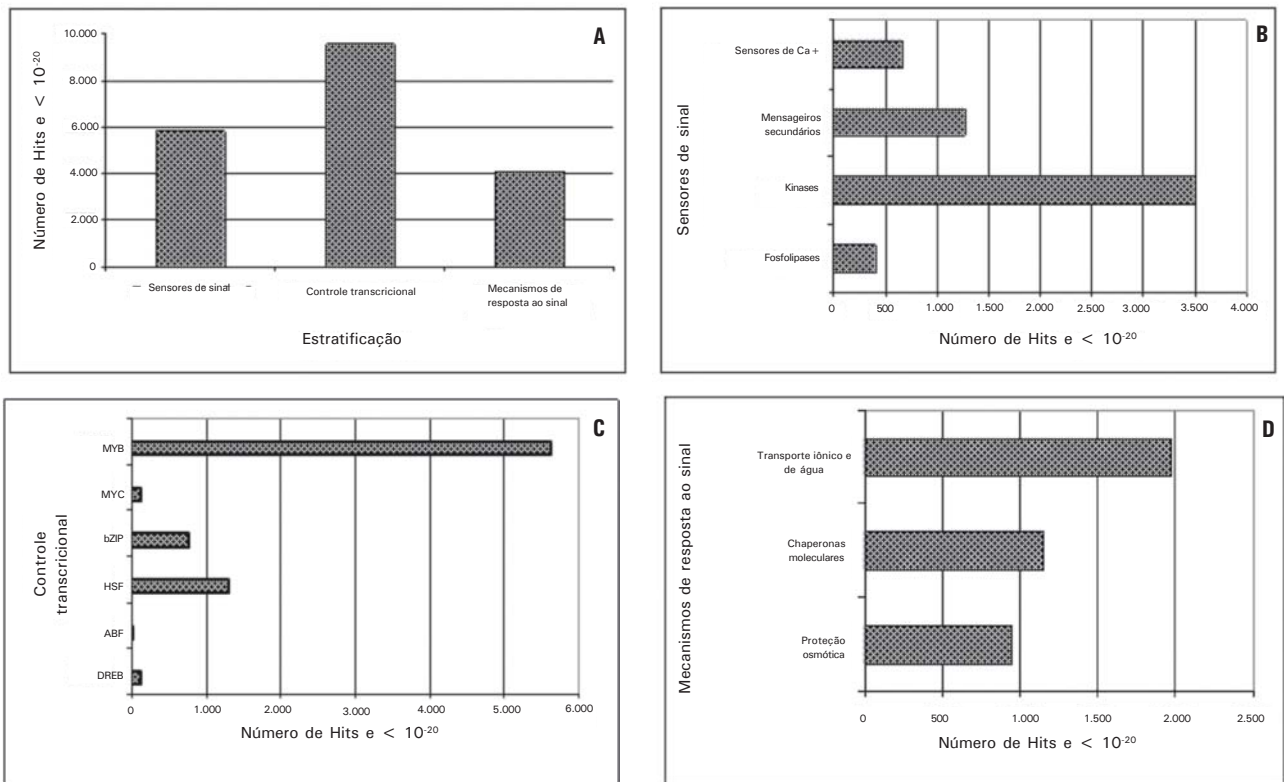 A
Número de Hits e < 10⁻²⁰
10.000
8.000
6.000
4.000
2.000
0
Sensores de sinal
Controle transcricional
Mecanismos de
resposta ao sinal
Estratificação
B
Sensores de sinal
Sensores de Ca +
Mensageiros
secundários
Kinases
Fosfolipases
0 500 1.000 1.500 2.000 2.500 3.000 3.500 4.000
Número de Hits e < 10⁻²⁰
C
Controle
transcricional
MYB
MYC
bZIP
HSF
ABF
DREB
0 1.000 2.000 3.000 4.000 5.000 6.000
Número de Hits e < 10⁻²⁰
D
Mecanismos de resposta ao sinal
Transporte iônico e
de água
Chaperonas
moleculares
Proteção
osmótica
0 500 1.000 1.500 2.000 2.500
Número de Hits e < 10⁻²⁰